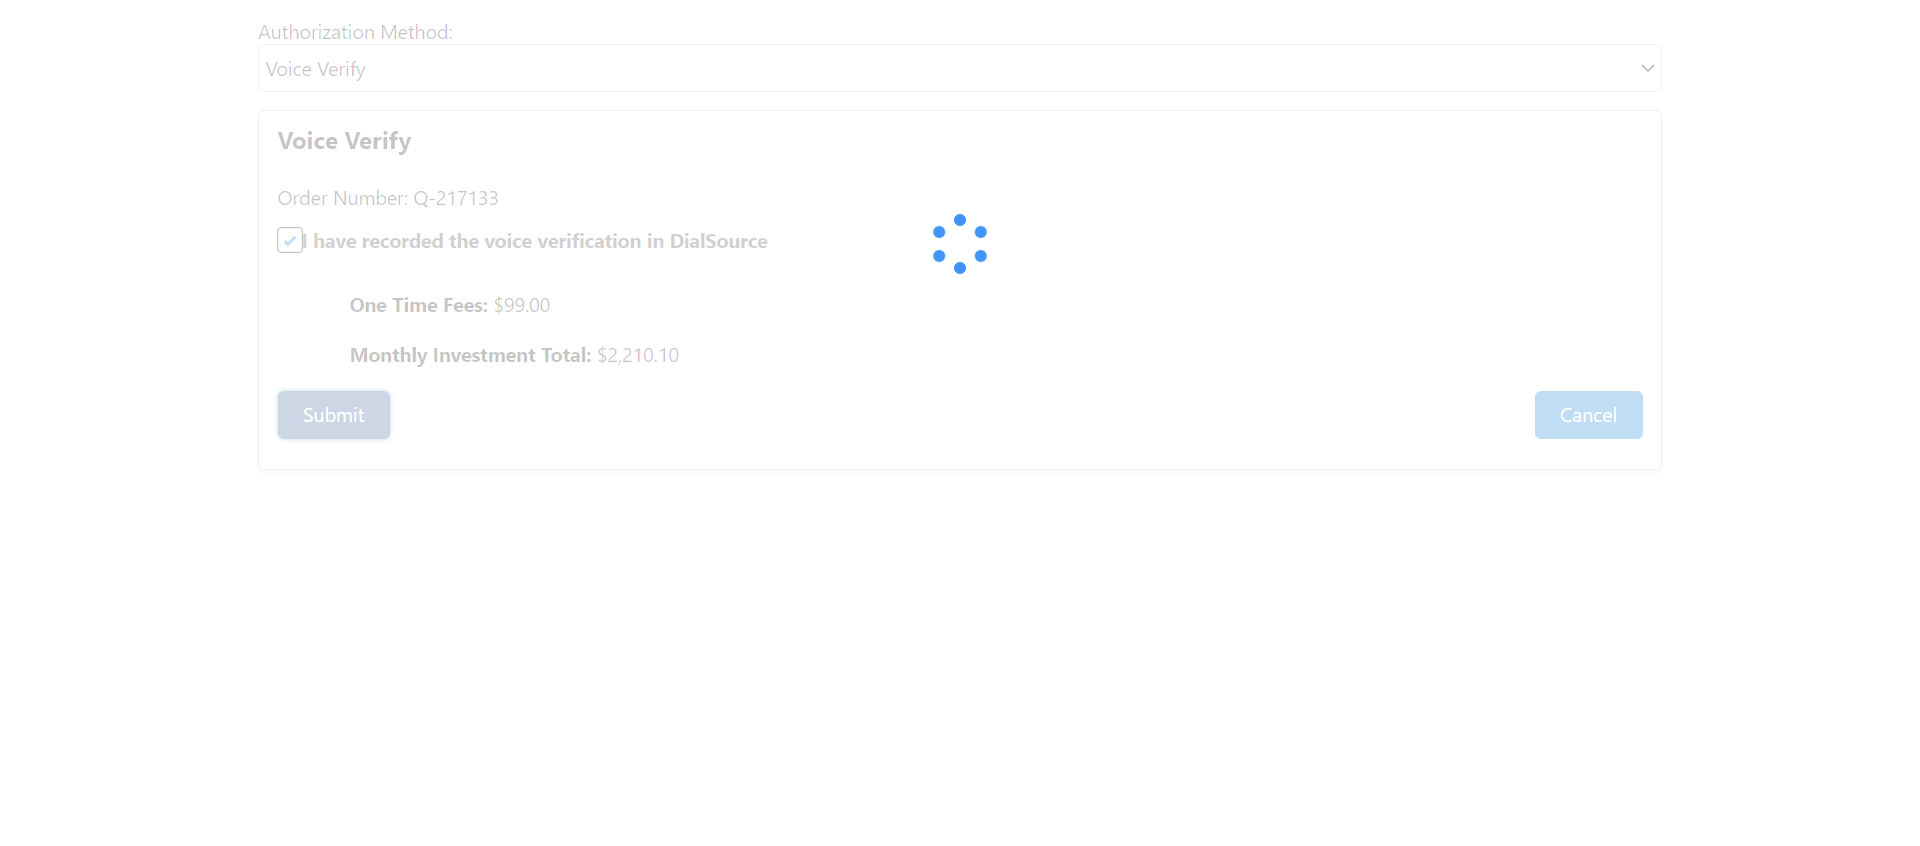 Authorization Method:
Voice Verify
Voice Verify
Order Number: Q-217133
I have recorded the voice verification in DialSource
One Time Fees: $99.00
Monthly Investment Total: $2,210.10
Submit
Cancel